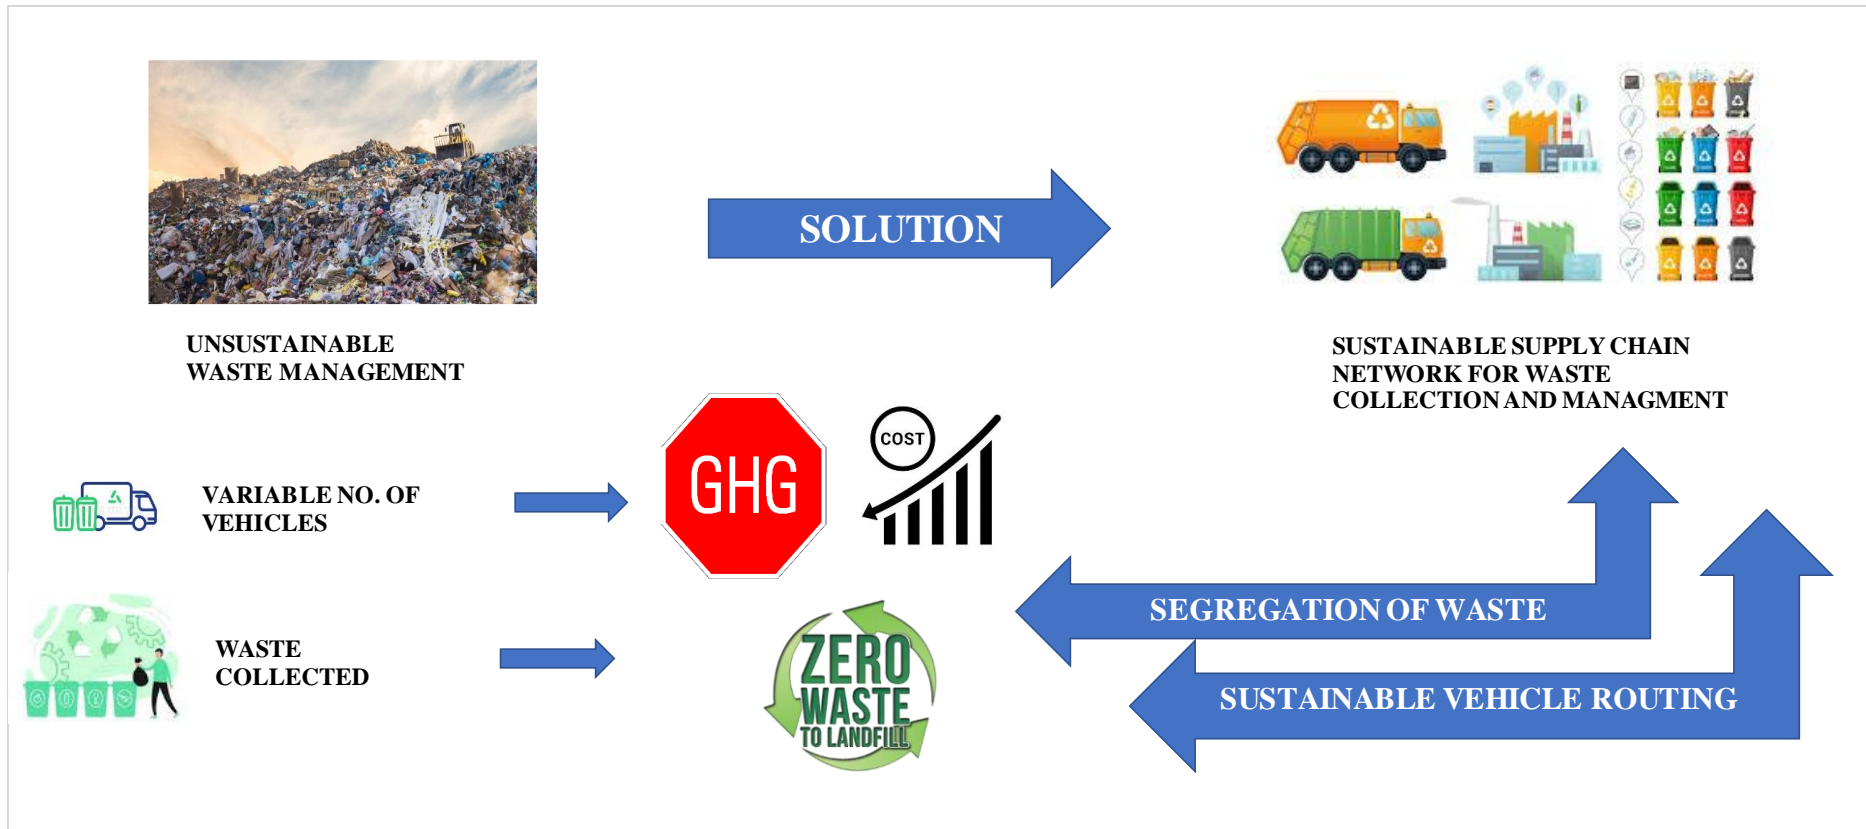 SOLUTION
UNSUSTAINABLE
WASTE MANAGEMENT
SUSTAINABLE SUPPLY CHAIN
NETWORK FOR WASTE
COLLECTION AND MANAGMENT
VARIABLE NO. OF
VEHICLES
GHG
COST
WASTE
COLLECTED
ZERO
WASTE
TO LANDFILL
SEGREGATION OF WASTE
SUSTAINABLE VEHICLE ROUTING